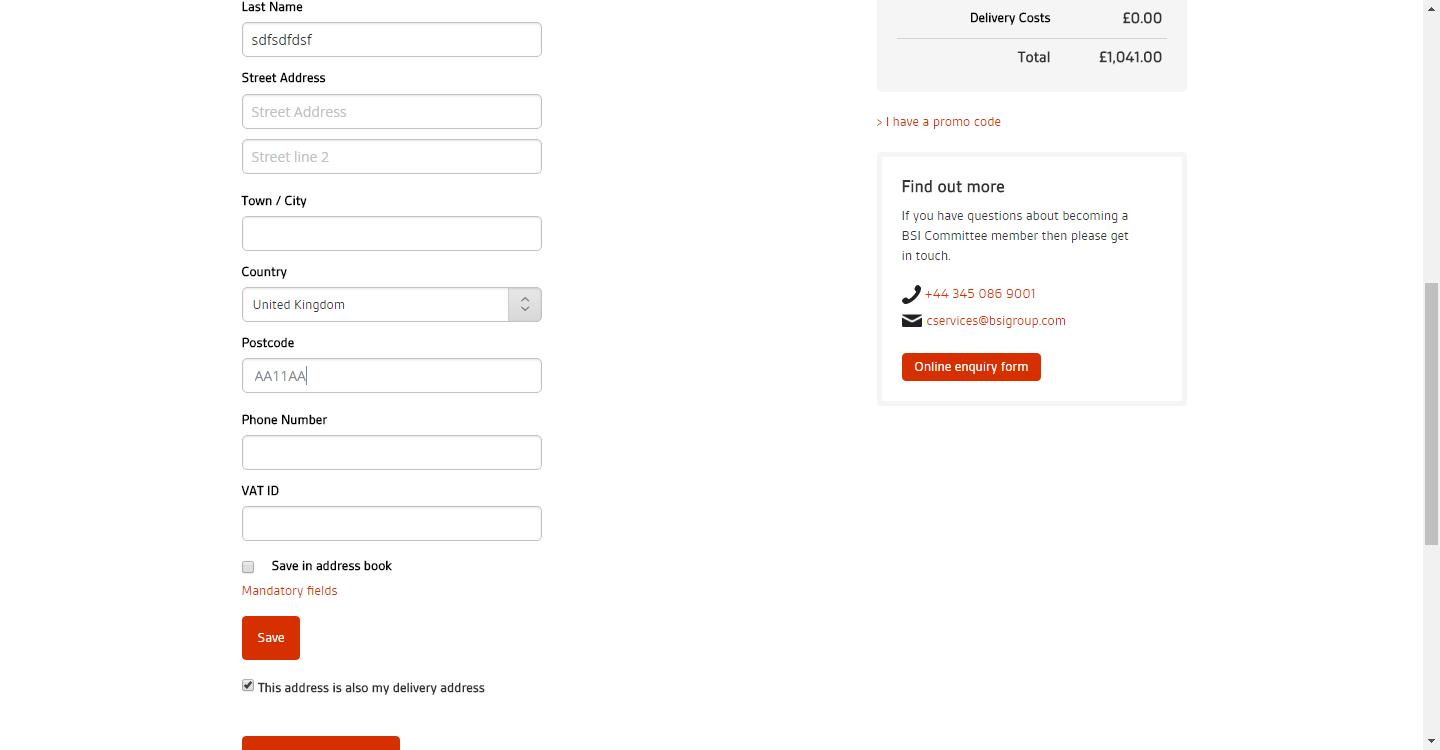 Last Name
sdfsdfdsf
Street Address
Street Address
Street line 2
Town / City
Country
United Kingdom
Postcode
AA11AA
Phone Number
VAT ID
Save in address book
Mandatory fields
Save
This address is also my delivery address
Delivery Costs £0.00
Total £1,041.00
> I have a promo code
Find out more
If you have questions about becoming a
BSI Committee member then please get
in touch.
+44 345 086 9001
cservices@bsigroup.com
Online enquiry form